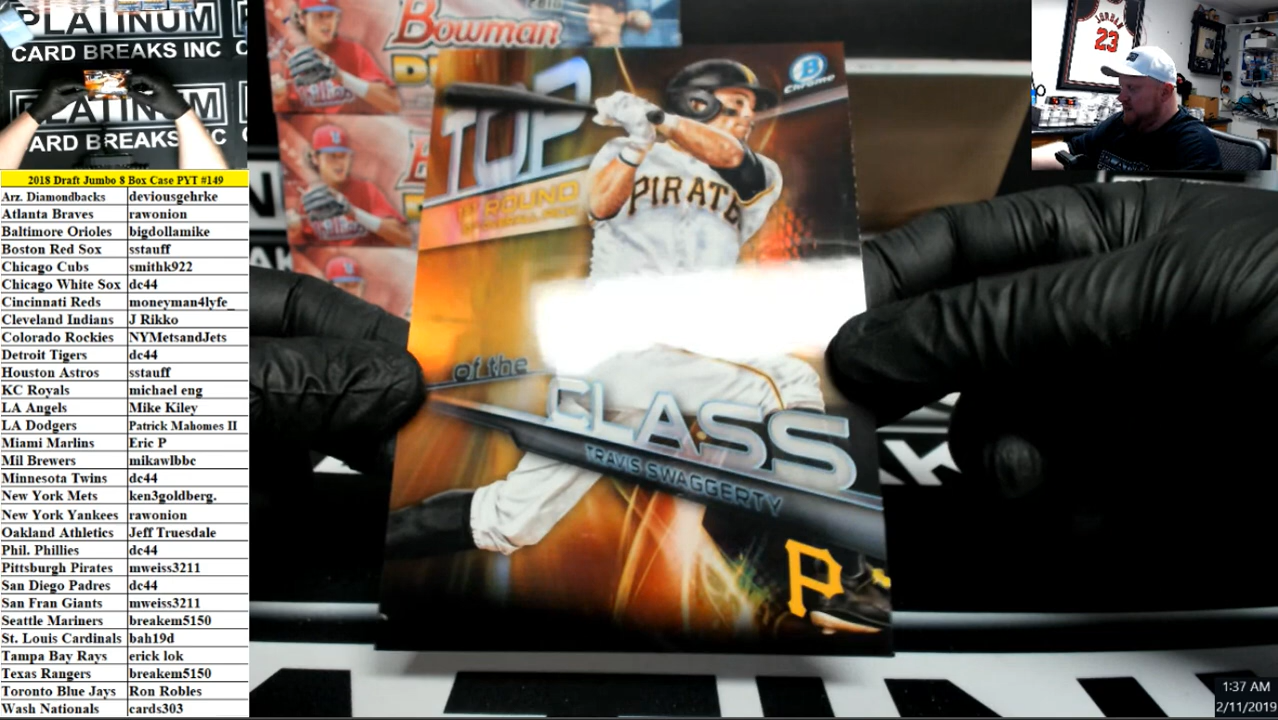 PLATINUM
CARD BREAKS INC
PLATINUM
CARD BREAKS
2018 Draft Jumbo 8 Box Case PYT #149
Arz. Diamondbacks deviousgehrke
Atlanta Braves rawonion
Baltimore Orioles bigdollamike
Boston Red Sox sstauff
Chicago Cubs smithk922
Chicago White Sox dc44
Cincinnati Reds moneyman4lyfe_
Cleveland Indians J Rikko
Colorado Rockies NYMetsandJets
Detroit Tigers dc44
Houston Astros sstauff
KC Royals michael eng
LA Angels Mike Kiley
LA Dodgers Patrick Mahomes II
Miami Marlins Eric P
Mil Brewers mikawlbbc
Minnesota Twins dc44
New York Mets ken3goldberg.
New York Yankees rawonion
Oakland Athletics Jeff Truesdale
Phil. Phillies dc44
Pittsburgh Pirates mweiss3211
San Diego Padres dc44
San Fran Giants mweiss3211
Seattle Mariners breakem5150
St. Louis Cardinals bah19d
Tampa Bay Rays erick lok
Texas Rangers breakem5150
Toronto Blue Jays Ron Robles
Wash Nationals cards303
Bowman
B
CHROME
TOP
1ST ROUND
PIRATE
of the
CLASS
TRAVIS SWAGGERTY
P
JORDAN
23
1:37 AM
2/11/2019